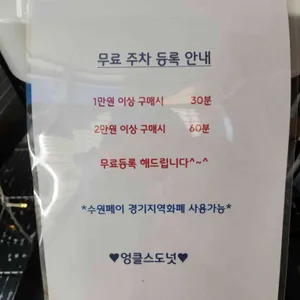 무료 주차 등록 안내
1만원 이상 구매시 30분
2만원 이상 구매시 60분
무료등록 해드립니다^~^
*수원페이 경기지역화폐 사용가능*
♥엉클스도넛♥